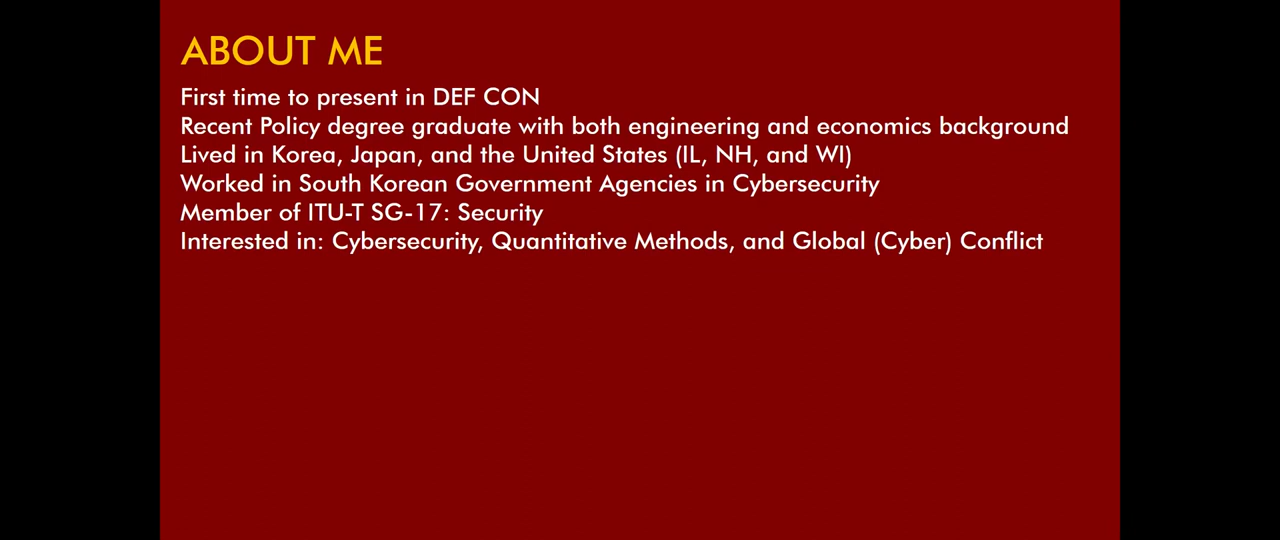 ABOUT ME
First time to present in DEF CON
Recent Policy degree graduate with both engineering and economics background
Lived in Korea, Japan, and the United States (IL, NH, and WI)
Worked in South Korean Government Agencies in Cybersecurity
Member of ITU-T SG-17: Security
Interested in: Cybersecurity, Quantitative Methods, and Global (Cyber) Conflict